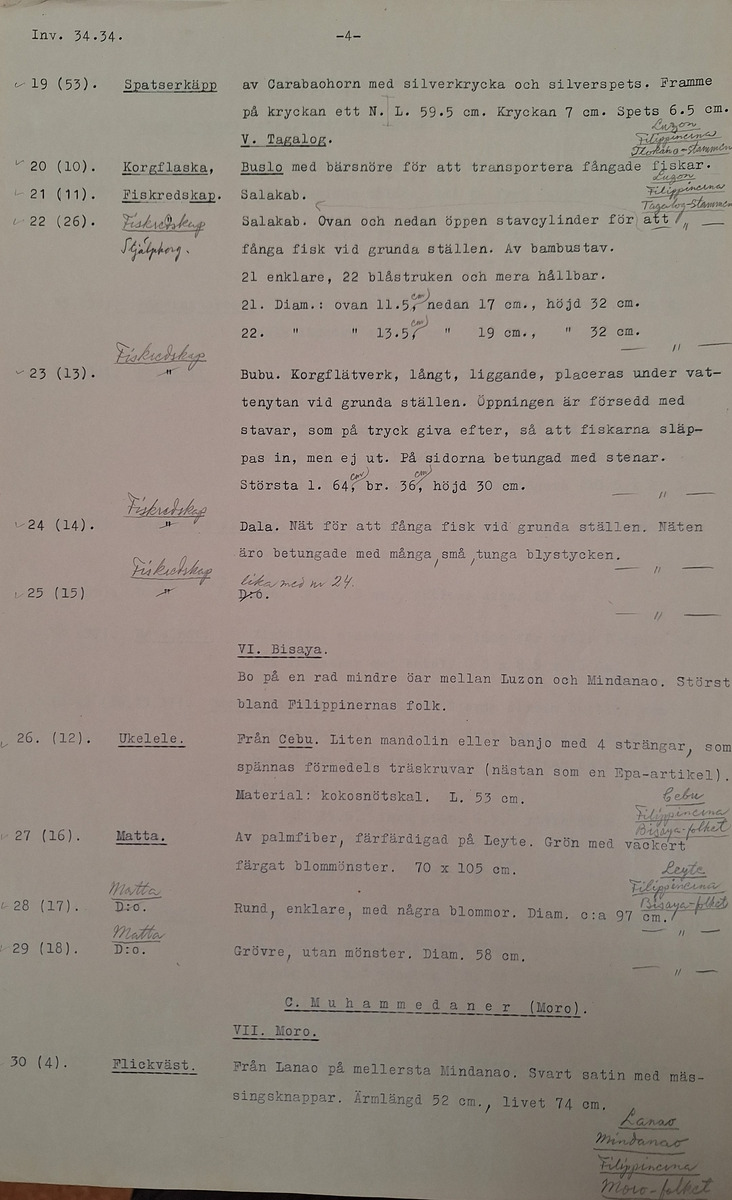 Inv. 34.34. -4-
19 (53). Spatserkäpp av Carabaohorn med silverkrycka och silverspets. Framme
på kryckan ett N. L. 59.5 cm. Kryckan 7 cm. Spets 6.5 cm.
Luzon
Filippinerna
V. Tagalog.
Ilokano-stammen
20 (10). Korgflaska, Buslo med bärsnöre för att transportera fångade fiskar.
Luzon
Filippinerna
21 (11). Fiskredskap. Salakab.
Tagalog-stammen
22 (26). Fiskredskap Salakab. Ovan och nedan öppen stavcylinder för att — " —
Stjälpkorg. fånga fisk vid grunda ställen. Av bambustav.
21 enklare, 22 blåstruken och mera hållbar.
21. Diam.: ovan 11.5, cm nedan 17 cm., höjd 32 cm.
22. " " 13.5, cm " 19 cm., " 32 cm.
— " —
Fiskredskap
23 (13). " Bubu. Korgflätverk, långt, liggande, placeras under vat-
tenytan vid grunda ställen. Öppningen är försedd med
stavar, som på tryck giva efter, så att fiskarna släp-
pas in, men ej ut. På sidorna betungad med stenar.
Största l. 64, cm br. 36, cm höjd 30 cm.
— " —
Fiskredskap
24 (14). " Dala. Nät för att fånga fisk vid grunda ställen. Näten
äro betungade med många, små, tunga blystycken.
— " —
Fiskredskap
lika med nr 24.
25 (15) " D:o.
— " —
VI. Bisaya.
Bo på en rad mindre öar mellan Luzon och Mindanao. Störst
bland Filippinernas folk.
26. (12). Ukelele. Från Cebu. Liten mandolin eller banjo med 4 strängar, som
spännas förmedels träskruvar (nästan som en Epa-artikel).
Material: kokosnötskal. L. 53 cm.
Cebu
Filippinerna
Bisaya-folket
27 (16). Matta. Av palmfiber, färfärdigad på Leyte. Grön med vackert
färgat blommönster. 70 x 105 cm.
Leyte
Filippinerna
Bisaya-folket
Matta
28 (17). D:o. Rund, enklare, med några blommor. Diam. c:a 97 cm.
— " —
Matta
29 (18). D:o. Grövre, utan mönster. Diam. 58 cm.
— " —
C. Muhammedaner (Moro).
VII. Moro.
30 (4). Flickväst. Från Lanao på mellersta Mindanao. Svart satin med mäs-
singsknappar. Ärmlängd 52 cm., livet 74 cm.
Lanao
Mindanao
Filippinerna
Moro-folket